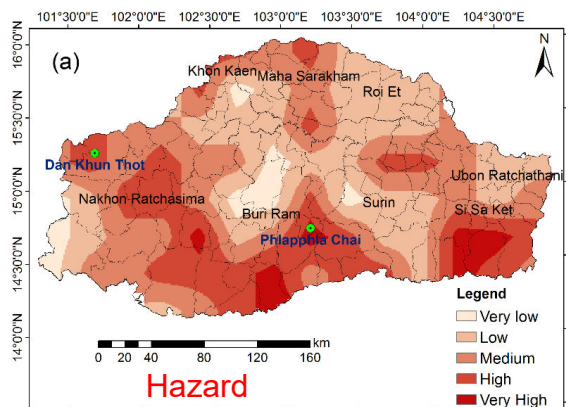 101°30'0"E 102°0'0"E 102°30'0"E 103°0'0"E 103°30'0"E 104°0'0"E 104°30'0"E
16°0'0"N
15°30'0"N
15°0'0"N
14°30'0"N
14°0'0"N
(a)
N
Khon Kaen
Maha Sarakham
Roi Et
Dan Khun Thot
Ubon Ratchathani
Nakhon Ratchasima
Buri Ram
Surin
Si Sa Ket
Phlapphla Chai
Legend
Very low
Low
Medium
High
Very High
km
0 20 40 80 120 160
Hazard